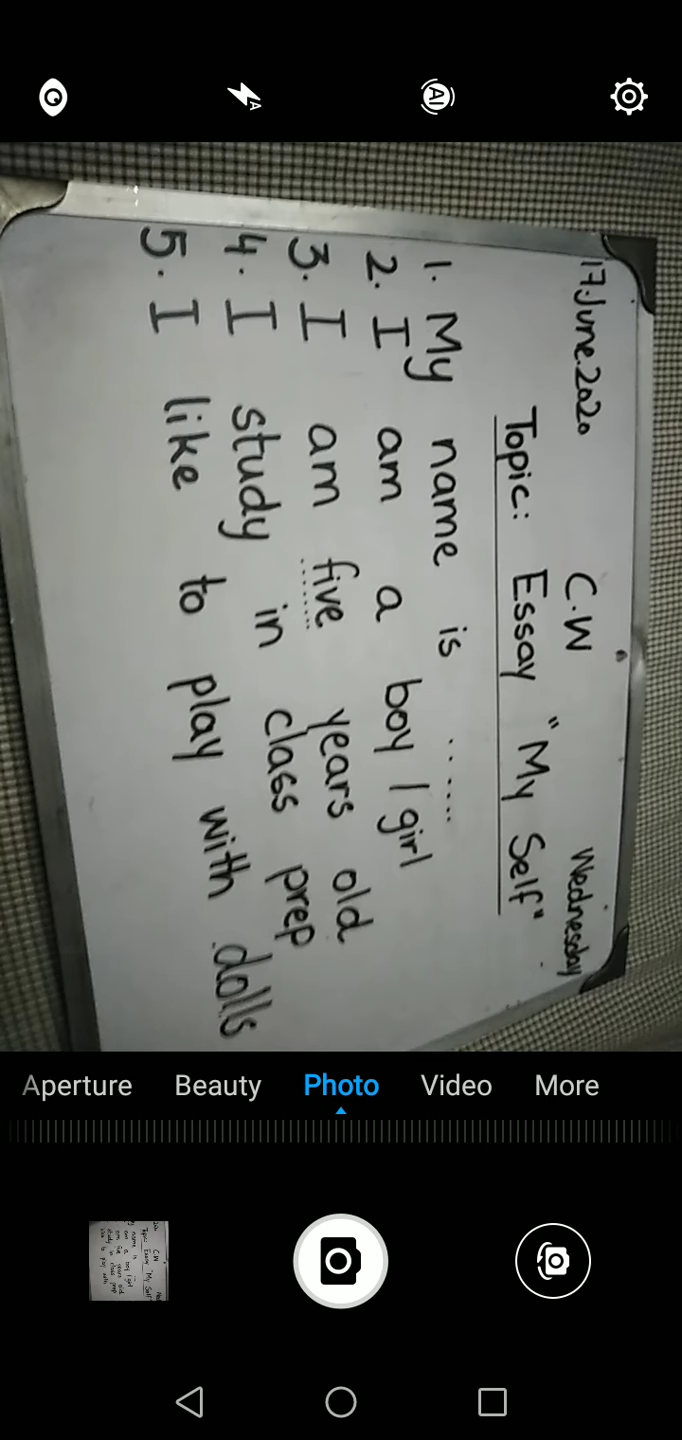 17.June.2020 C.W Wednesday
Topic: Essay "My Self"
1. My name is .......
2. I am a boy / girl
3. I am five years old
4. I study in class prep
5. I like to play with dolls
Aperture Beauty Photo Video More